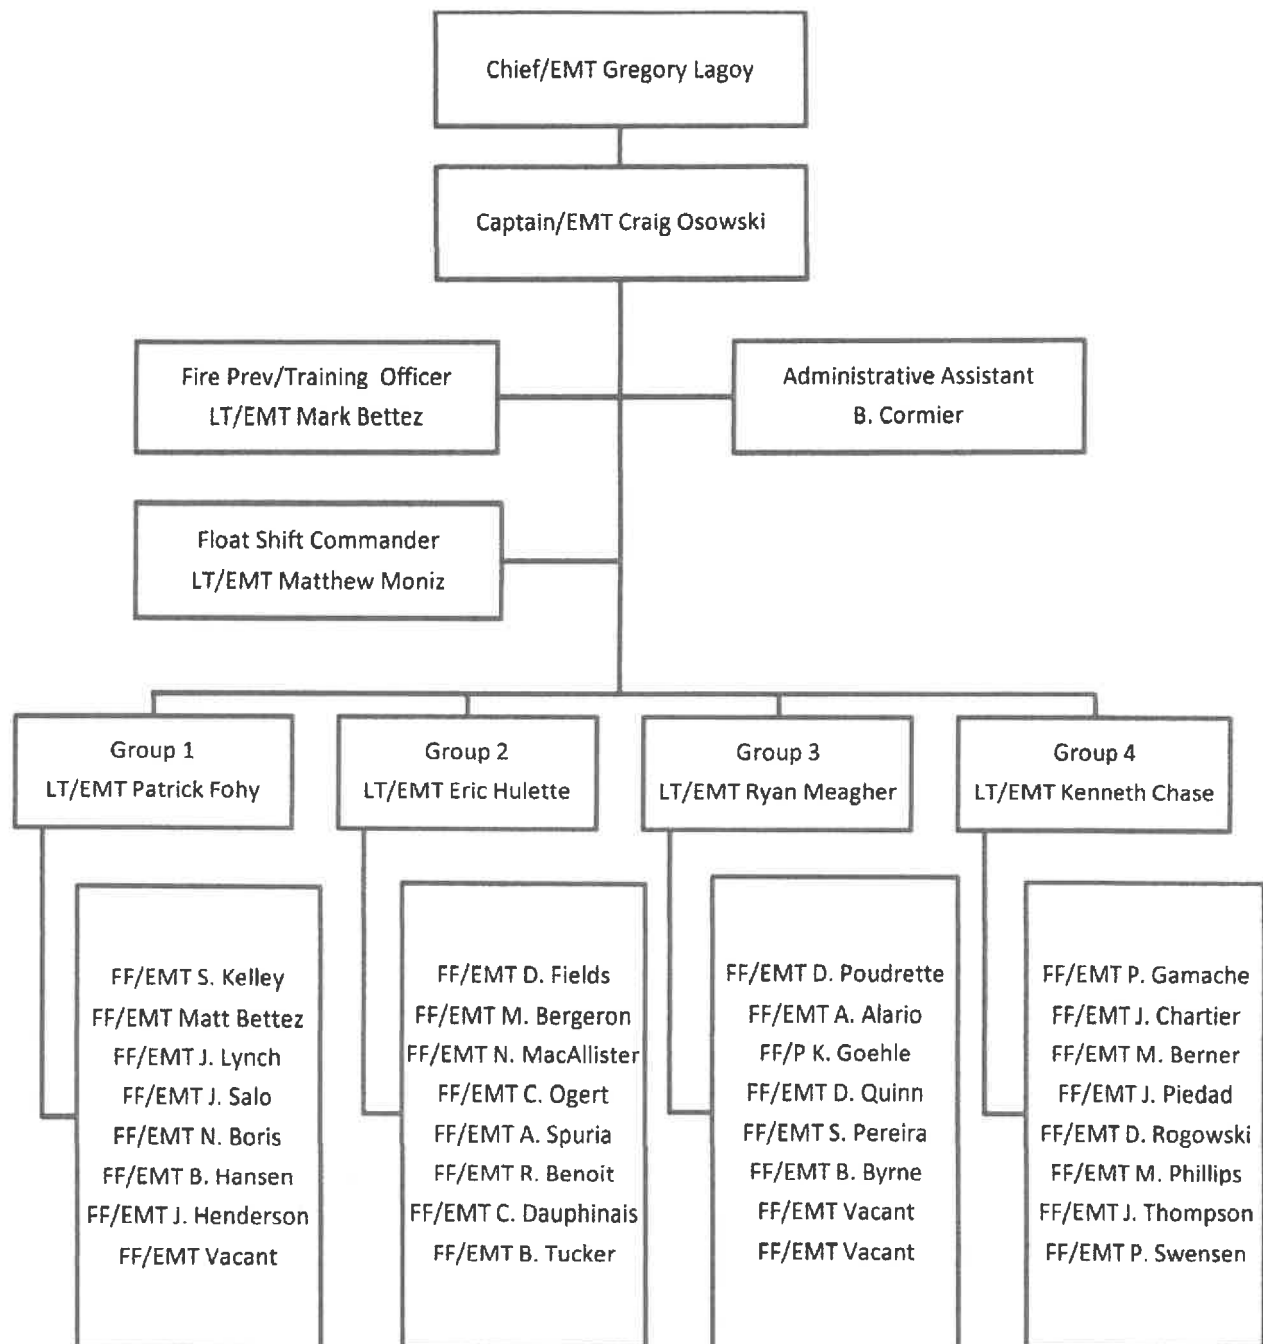 Chief/EMT Gregory Lagoy
Captain/EMT Craig Osowski
Fire Prev/Training Officer
LT/EMT Mark Bettez
Administrative Assistant
B. Cormier
Float Shift Commander
LT/EMT Matthew Moniz
Group 1
LT/EMT Patrick Fohy
Group 2
LT/EMT Eric Hulette
Group 3
LT/EMT Ryan Meagher
Group 4
LT/EMT Kenneth Chase
FF/EMT S. Kelley
FF/EMT Matt Bettez
FF/EMT J. Lynch
FF/EMT J. Salo
FF/EMT N. Boris
FF/EMT B. Hansen
FF/EMT J. Henderson
FF/EMT Vacant
FF/EMT D. Fields
FF/EMT M. Bergeron
FF/EMT N. MacAllister
FF/EMT C. Ogert
FF/EMT A. Spuria
FF/EMT R. Benoit
FF/EMT C. Dauphinais
FF/EMT B. Tucker
FF/EMT D. Poudrette
FF/EMT A. Alario
FF/P K. Goehle
FF/EMT D. Quinn
FF/EMT S. Pereira
FF/EMT B. Byrne
FF/EMT Vacant
FF/EMT Vacant
FF/EMT P. Gamache
FF/EMT J. Chartier
FF/EMT M. Berner
FF/EMT J. Piedad
FF/EMT D. Rogowski
FF/EMT M. Phillips
FF/EMT J. Thompson
FF/EMT P. Swensen